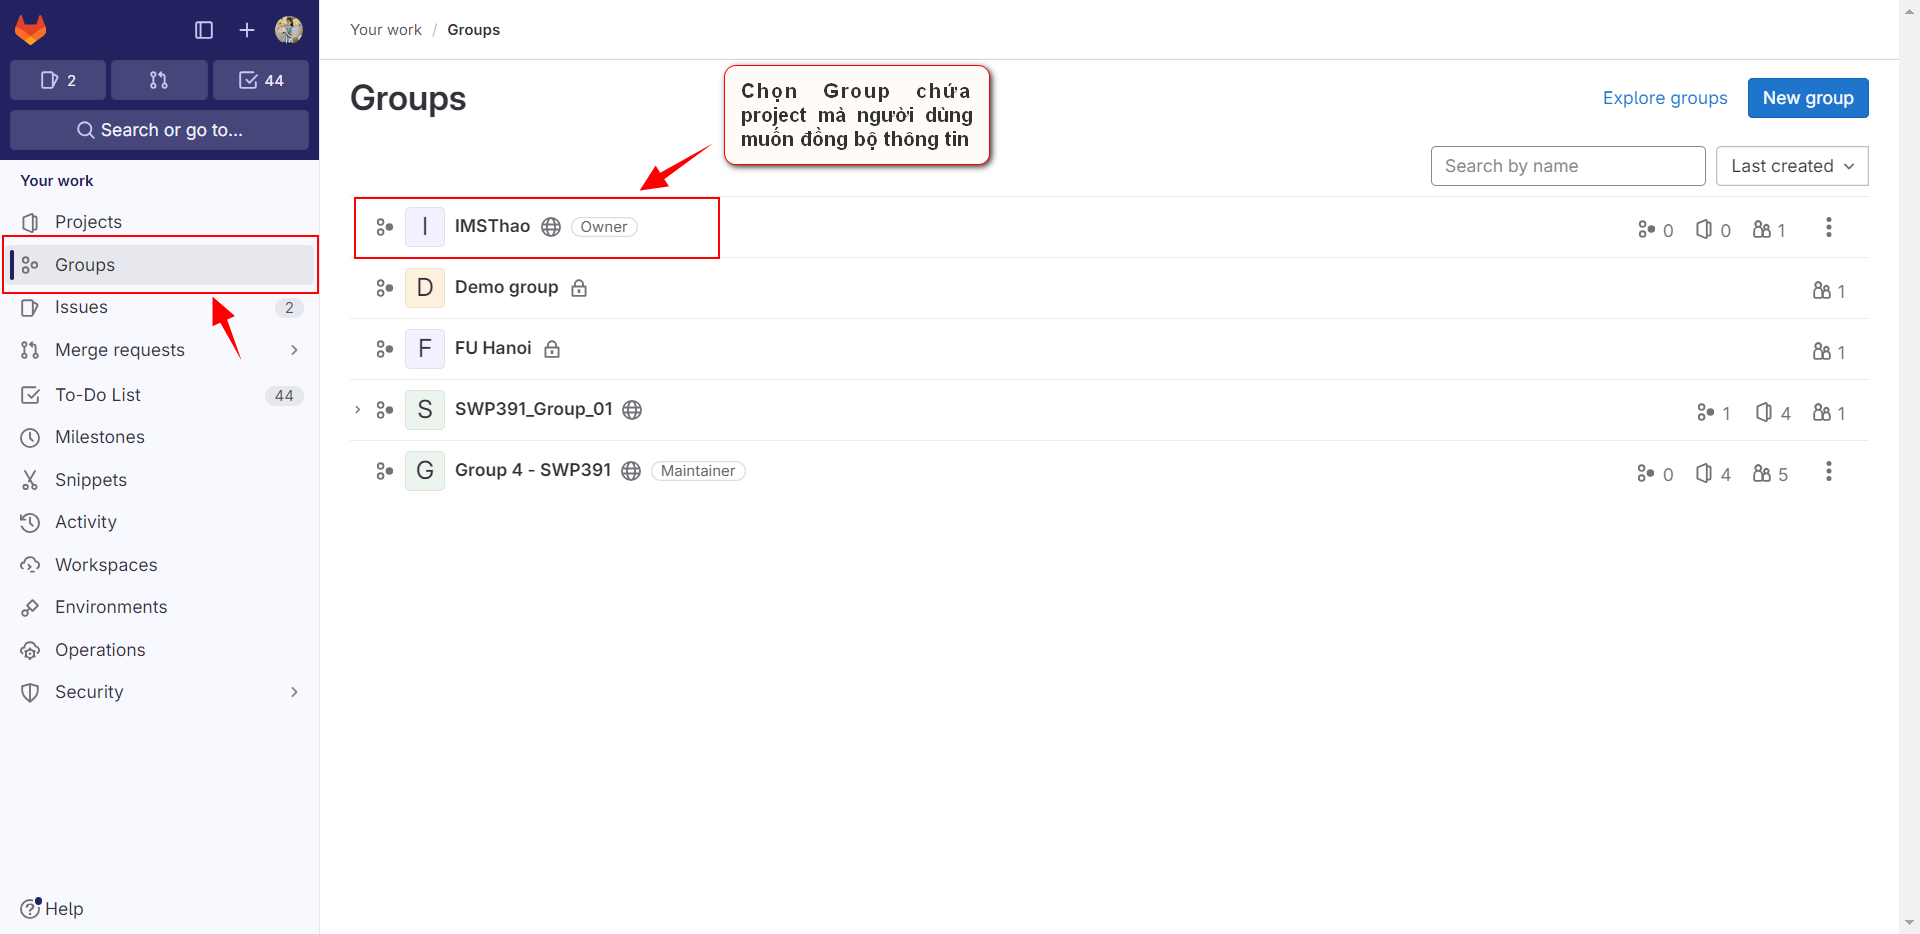 2
44
Search or go to...
Your work
Projects
Groups
Issues 2
Merge requests
To-Do List 44
Milestones
Snippets
Activity
Workspaces
Environments
Operations
Security
Help
Your work / Groups
Groups
Chọn Group chứa
project mà người dùng
muốn đồng bộ thông tin
Explore groups
New group
Search by name
Last created
I IMSThao Owner 0 0 1
D Demo group 1
F FU Hanoi 1
S SWP391_Group_01 1 4 1
G Group 4 - SWP391 Maintainer 0 4 5